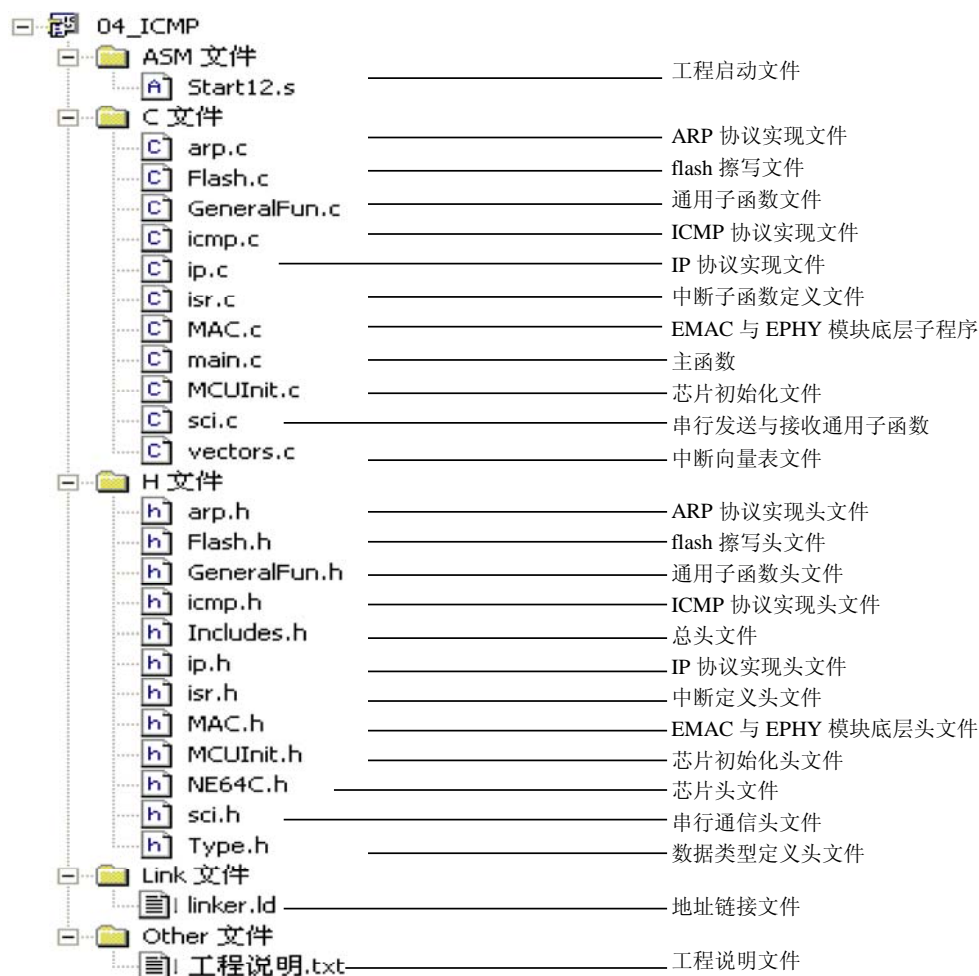 04_ICMP
ASM 文件
Start12.s 工程启动文件
C 文件
arp.c ARP 协议实现文件
Flash.c flash 擦写文件
GeneralFun.c 通用子函数文件
icmp.c ICMP 协议实现文件
ip.c IP 协议实现文件
isr.c 中断子函数定义文件
MAC.c EMAC 与 EPHY 模块底层子程序
main.c 主函数
MCUInit.c 芯片初始化文件
sci.c 串行发送与接收通用子函数
vectors.c 中断向量表文件
H 文件
arp.h ARP 协议实现头文件
Flash.h flash 擦写头文件
GeneralFun.h 通用子函数头文件
icmp.h ICMP 协议实现头文件
Includes.h 总头文件
ip.h IP 协议实现头文件
isr.h 中断定义头文件
MAC.h EMAC 与 EPHY 模块底层头文件
MCUInit.h 芯片初始化头文件
NE64C.h 芯片头文件
sci.h 串行通信头文件
Type.h 数据类型定义头文件
Link 文件
linker.ld 地址链接文件
Other 文件
工程说明.txt 工程说明文件